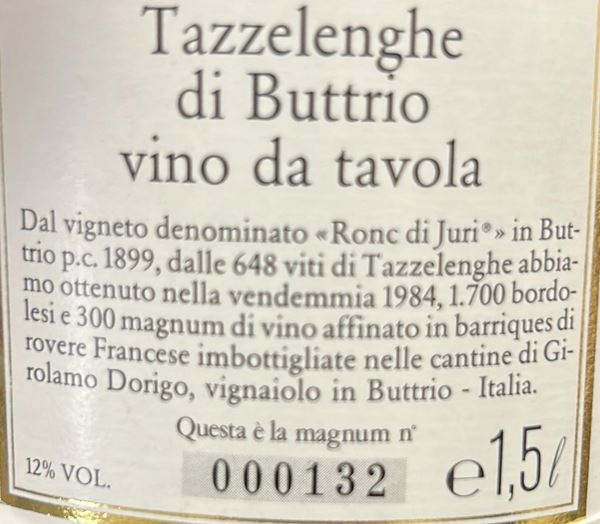 Tazzelenghe
di Buttrio
vino da tavola
Dal vigneto denominato «Ronc di Juri®» in But-
trio p.c. 1899, dalle 648 viti di Tazzelenghe abbia-
mo ottenuto nella vendemmia 1984, 1.700 bordo-
lesi e 300 magnum di vino affinato in barriques di
rovere Francese imbottigliate nelle cantine di Gi-
rolamo Dorigo, vignaiolo in Buttrio - Italia.
Questa è la magnum n°
12% VOL. 000132 ℮ 1,5 l